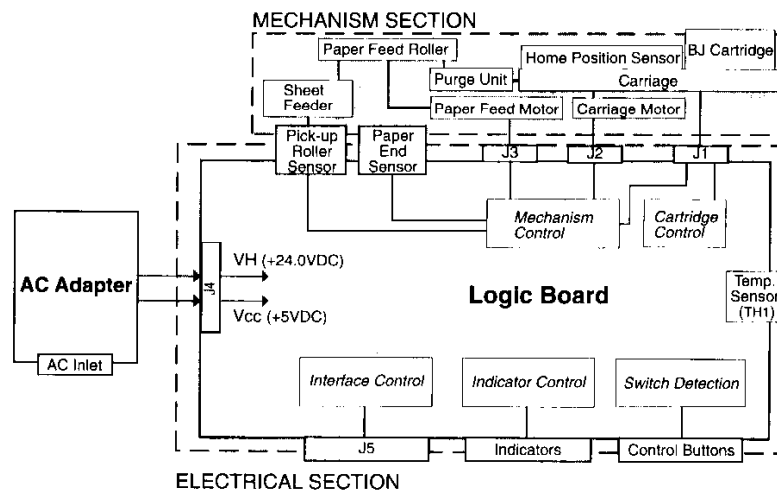 MECHANISM SECTION
Paper Feed Roller
Home Position Sensor
BJ Cartridge
Purge Unit
Carriage
Sheet
Feeder
Paper Feed Motor
Carriage Motor
Pick-up
Roller
Sensor
Paper
End
Sensor
J3
J2
J1
Mechanism
Control
Cartridge
Control
AC Adapter
AC Inlet
J4
VH (+24.0VDC)
Vcc (+5VDC)
Logic Board
Temp.
Sensor
(TH1)
Interface Control
Indicator Control
Switch Detection
J5
Indicators
Control Buttons
ELECTRICAL SECTION